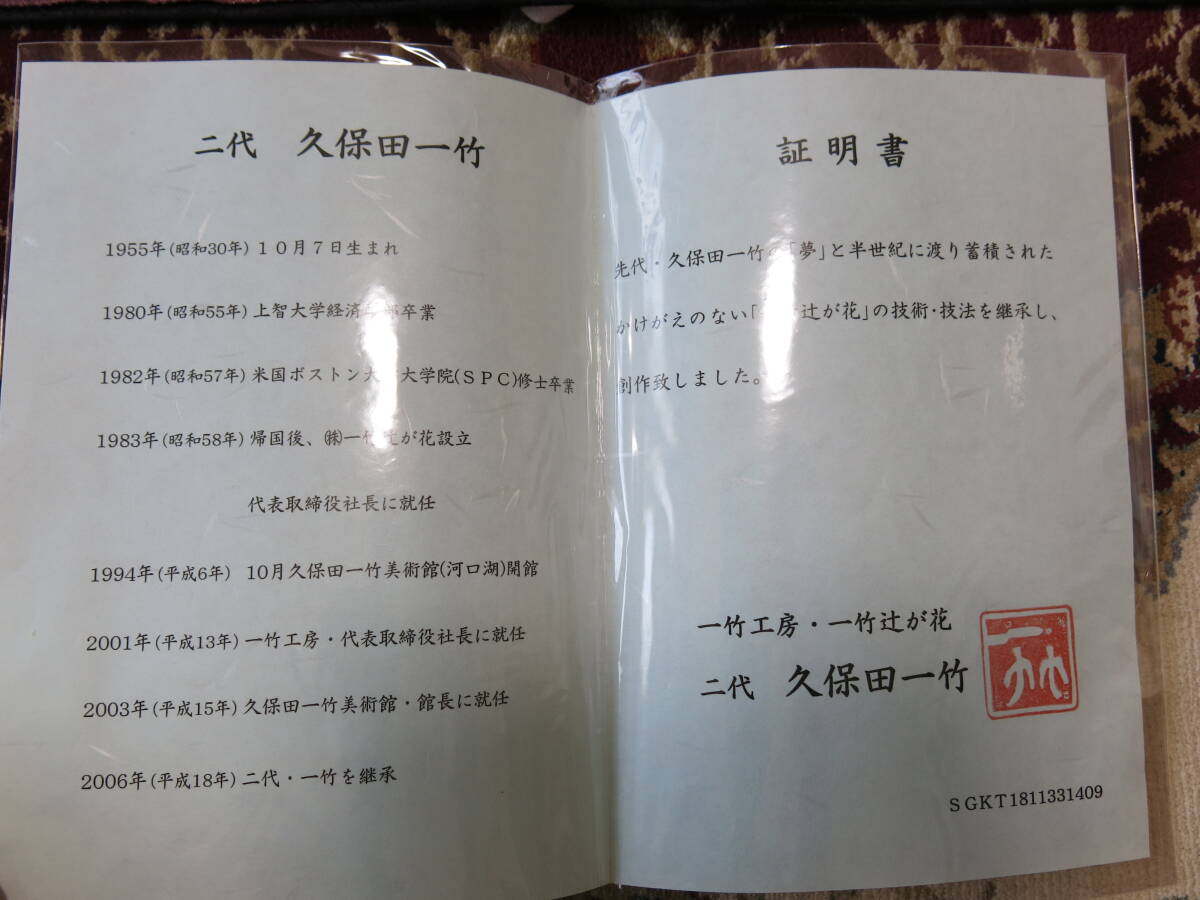 二代 久保田一竹
1955年(昭和30年) 10月7日生まれ
1980年(昭和55年) 上智大学経済学部卒業
1982年(昭和57年) 米国ボストン大学大学院(SPC)修士卒業
1983年(昭和58年) 帰国後、㈱一竹辻が花設立
代表取締役社長に就任
1994年(平成6年) 10月久保田一竹美術館(河口湖)開館
2001年(平成13年) 一竹工房・代表取締役社長に就任
2003年(平成15年) 久保田一竹美術館・館長に就任
2006年(平成18年) 二代・一竹を継承
証明書
先代・久保田一竹の「夢」と半世紀に渡り蓄積された
かけがえのない「一竹辻が花」の技術・技法を継承し、
創作致しました。
一竹工房・一竹辻が花
二代 久保田一竹
一竹
SGKT1811331409